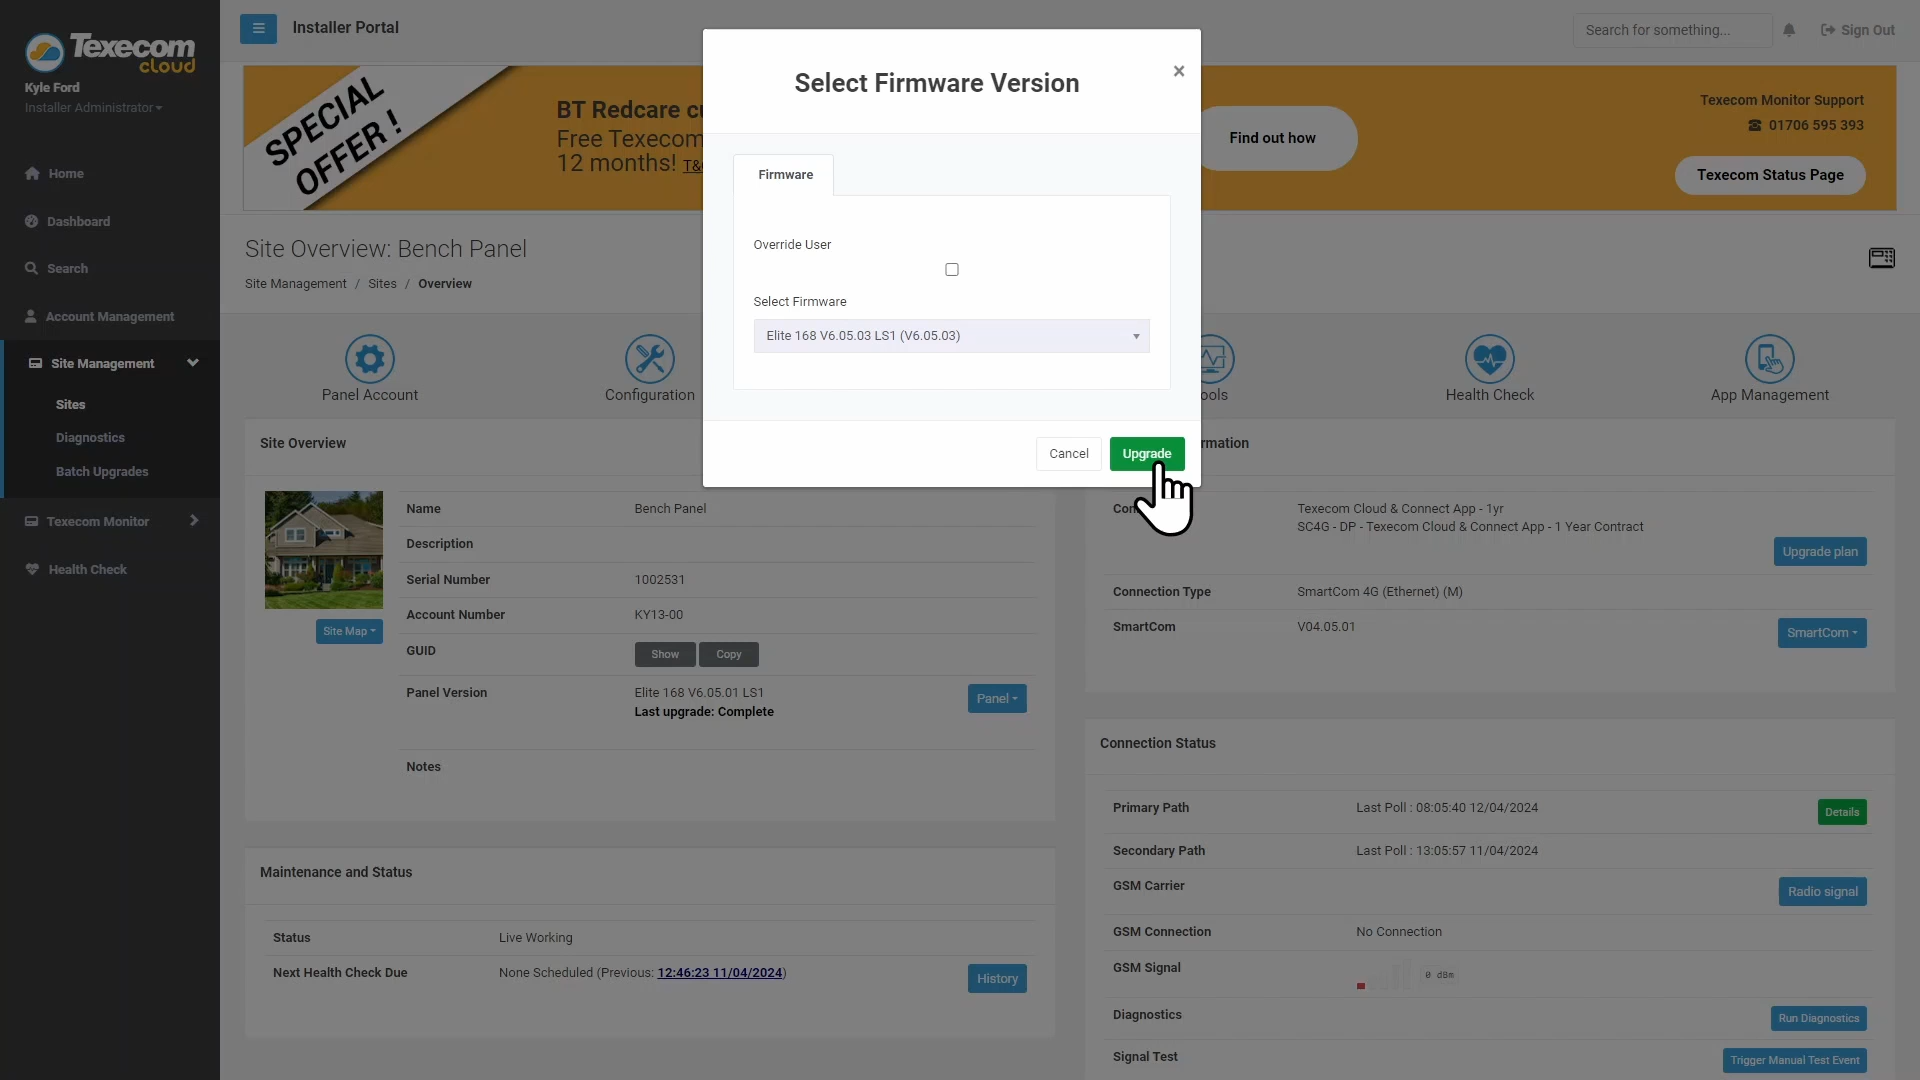 Texecom
cloud
Kyle Ford
Installer Administrator
Home
Dashboard
Search
Account Management
Site Management
Sites
Diagnostics
Batch Upgrades
Texecom Monitor
Health Check
Installer Portal
Search for something...
Sign Out
SPECIAL
OFFER !
BT Redcare
Free Texecom
12 months!
Find out how
Texecom Monitor Support
01706 595 393
Texecom Status Page
Site Overview: Bench Panel
Site Management / Sites / Overview
Panel Account
Configuration
Health Check
App Management
Select Firmware Version
×
Firmware
Override User
Select Firmware
Elite 168 V6.05.03 LS1 (V6.05.03)
Cancel
Upgrade
Site Overview
Name Bench Panel
Description
Serial Number 1002531
Account Number KY13-00
GUID Show Copy
Panel Version Elite 168 V6.05.01 LS1
Last upgrade: Complete
Panel
Notes
Site Map
Maintenance and Status
Status Live Working
Next Health Check Due None Scheduled (Previous: 12:46:23 11/04/2024)
History
Texecom Cloud & Connect App - 1yr
SC4G - DP - Texecom Cloud & Connect App - 1 Year Contract
Upgrade plan
Connection Type SmartCom 4G (Ethernet) (M)
SmartCom V04.05.01
SmartCom
Connection Status
Primary Path Last Poll : 08:05:40 12/04/2024
Details
Secondary Path Last Poll : 13:05:57 11/04/2024
GSM Carrier
Radio signal
GSM Connection No Connection
GSM Signal 0 dBm
Diagnostics Run Diagnostics
Signal Test Trigger Manual Test Event